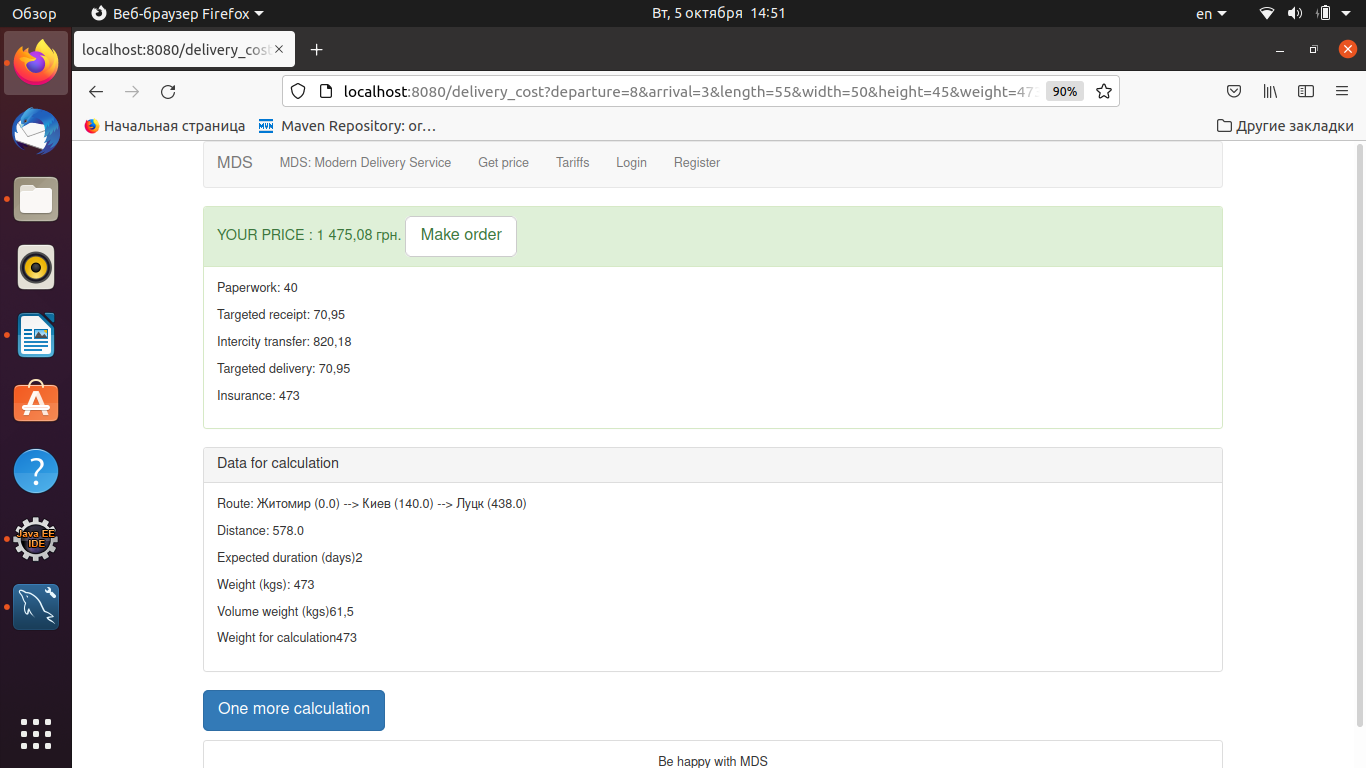 Обзор Веб-браузер Firefox Вт, 5 октября 14:51 en
localhost:8080/delivery_cost
localhost:8080/delivery_cost?departure=8&arrival=3&length=55&width=50&height=45&weight=47 90%
Начальная страница Maven Repository: or… Другие закладки
MDS MDS: Modern Delivery Service Get price Tariffs Login Register
YOUR PRICE : 1 475,08 грн. Make order
Paperwork: 40
Targeted receipt: 70,95
Intercity transfer: 820,18
Targeted delivery: 70,95
Insurance: 473
Data for calculation
Route: Житомир (0.0) --> Киев (140.0) --> Луцк (438.0)
Distance: 578.0
Expected duration (days)2
Weight (kgs): 473
Volume weight (kgs)61,5
Weight for calculation473
Java EE
IDE
One more calculation
Be happy with MDS